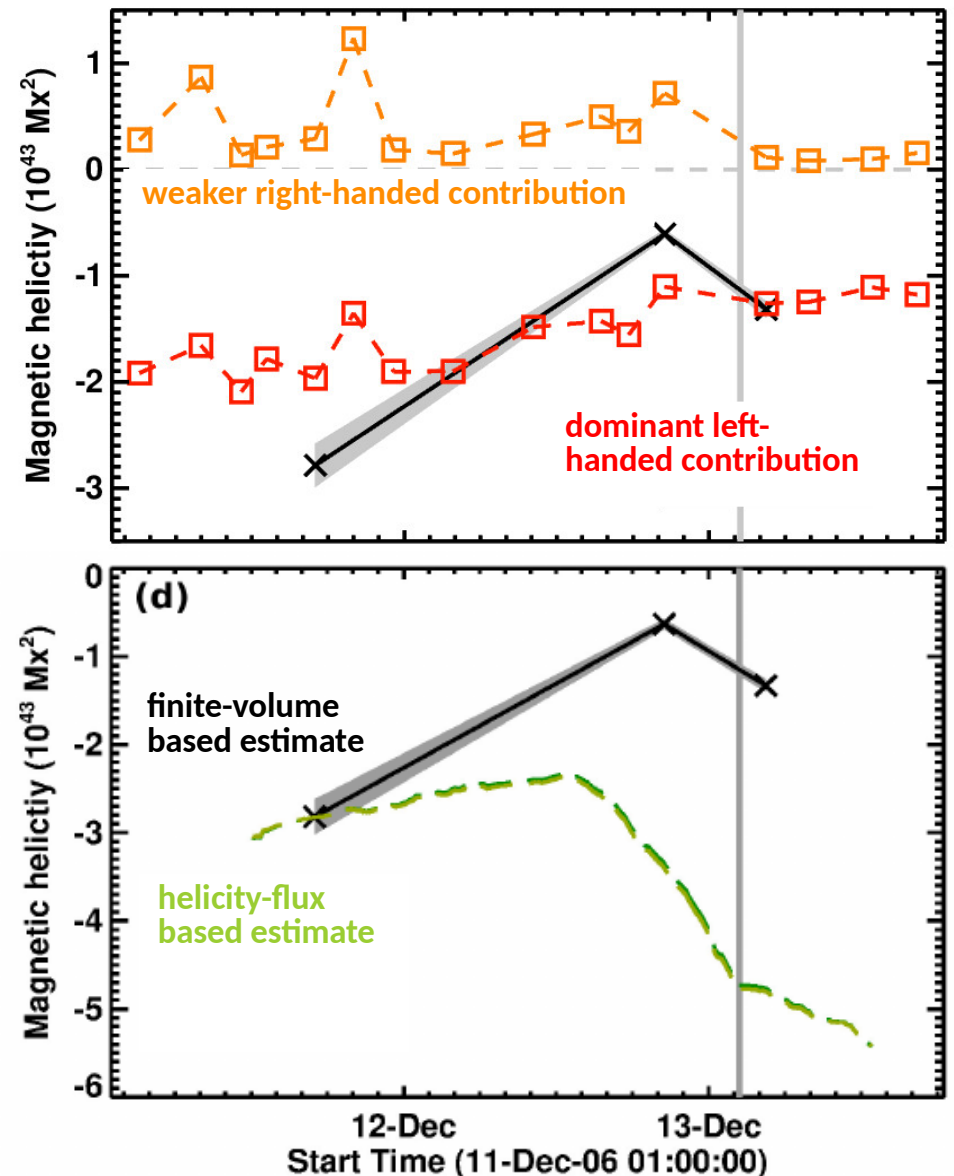 Magnetic helictiy (10⁴³ Mx²)
1
0
-1
-2
-3
weaker right-handed contribution
dominant left-
handed contribution
Magnetic helictiy (10⁴³ Mx²)
0
-1
-2
-3
-4
-5
-6
(d)
finite-volume
based estimate
helicity-flux
based estimate
12-Dec 13-Dec
Start Time (11-Dec-06 01:00:00)